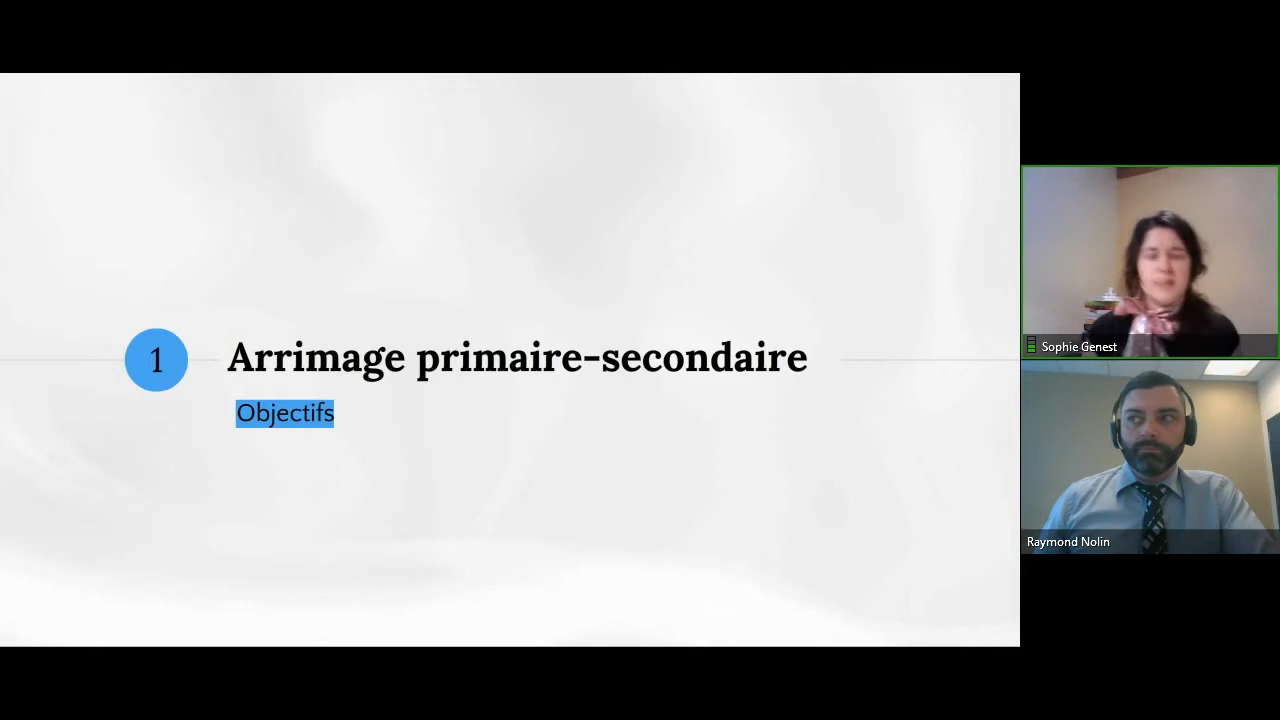 1
Arrimage primaire-secondaire
Objectifs
Sophie Genest
Raymond Nolin